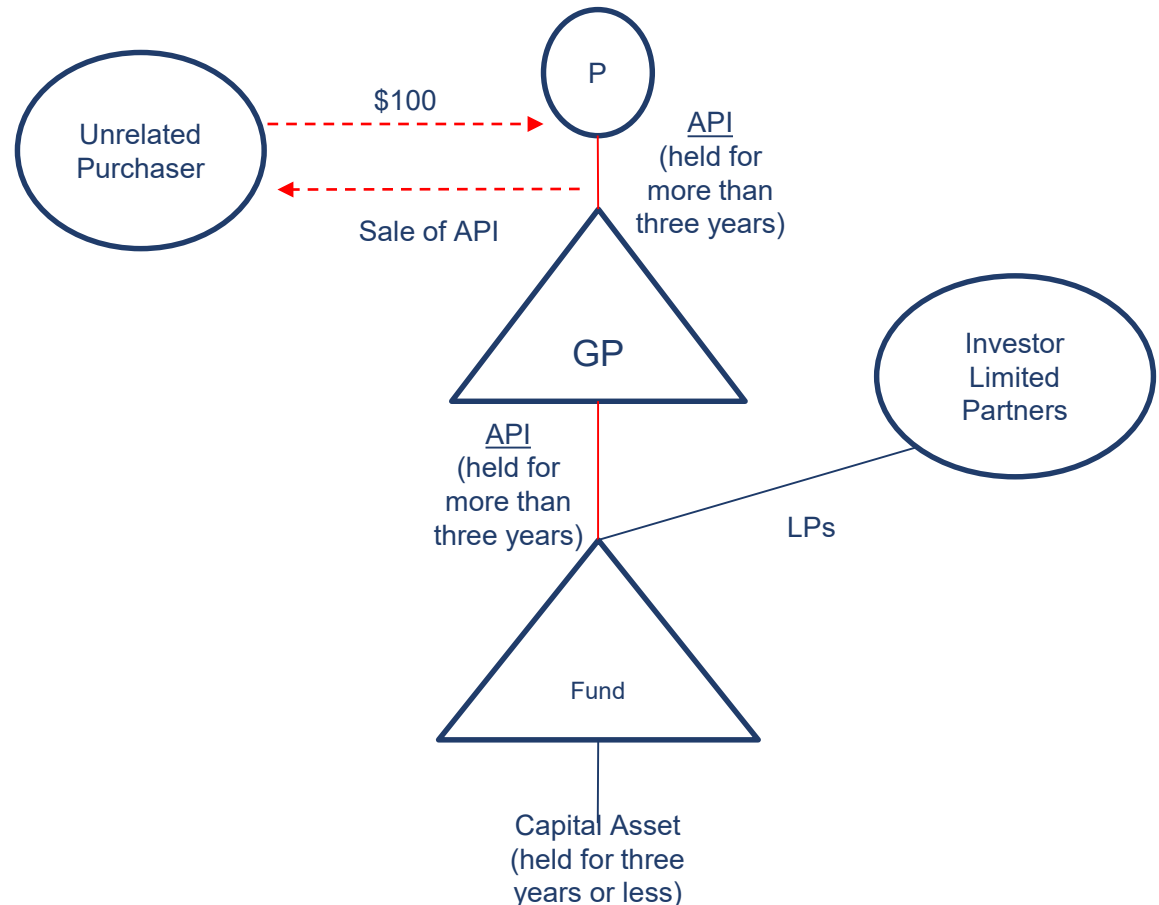 P
$100
Unrelated
Purchaser
API
(held for
more than
three years)
Sale of API
GP
Investor
Limited
Partners
API
(held for
more than
three years)
LPs
Fund
Capital Asset
(held for three
years or less)